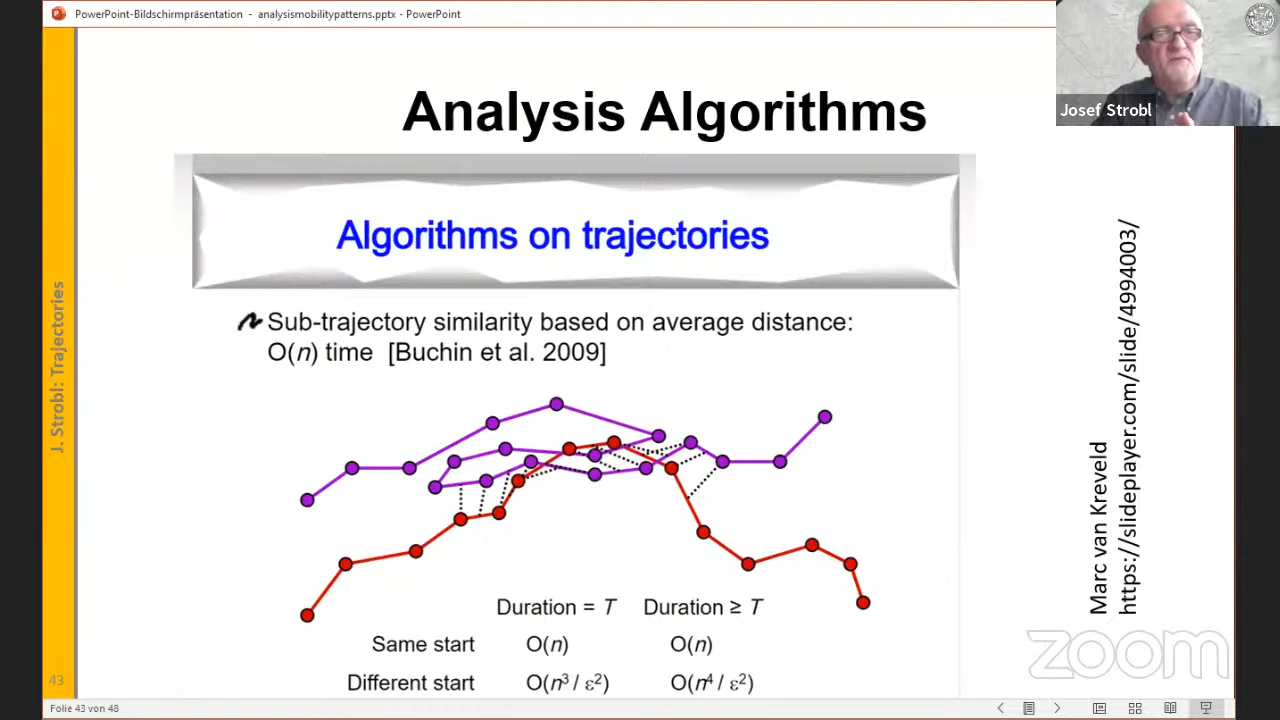 PowerPoint-Bildschirmpräsentation - analysismobilitypatterns.pptx - PowerPoint
Josef Strobl
Analysis Algorithms
Algorithms on trajectories
Sub-trajectory similarity based on average distance:
O(n) time [Buchin et al. 2009]
Duration = T Duration ≥ T
Same start O(n) O(n)
Different start O(n³ / ε²) O(n⁴ / ε²)
J. Strobl: Trajectories
43
Marc van Kreveld
https://slideplayer.com/slide/4994003/
zoom
Folie 43 von 48